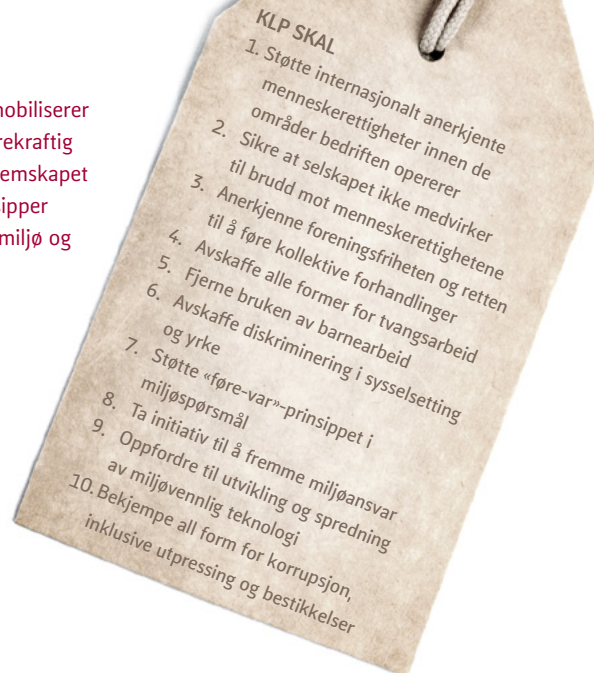 mobiliserer
rekraftig
emskapet
sipper
miljø og
KLP SKAL
1. Støtte internasjonalt anerkjente
menneskerettigheter innen de
områder bedriften opererer
2. Sikre at selskapet ikke medvirker
til brudd mot menneskerettighetene
3. Anerkjenne foreningsfriheten og retten
til å føre kollektive forhandlinger
4. Avskaffe alle former for tvangsarbeid
5. Fjerne bruken av barnearbeid
6. Avskaffe diskriminering i sysselsetting
og yrke
7. Støtte «føre-var»-prinsippet i
miljøspørsmål
8. Ta initiativ til å fremme miljøansvar
9. Oppfordre til utvikling og spredning
av miljøvennlig teknologi
10. Bekjempe all form for korrupsjon,
inklusive utpressing og bestikkelser